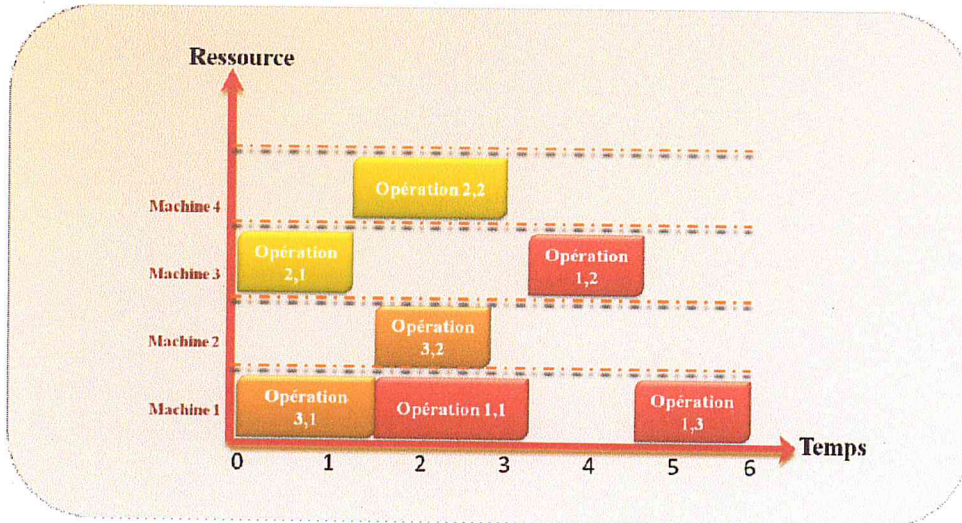 Ressource
Machine 4
Opération 2,2
Machine 3
Opération
2,1
Opération
1,2
Machine 2
Opération
3,2
Machine 1
Opération
3,1
Opération 1,1
Opération
1,3
Temps
0 1 2 3 4 5 6